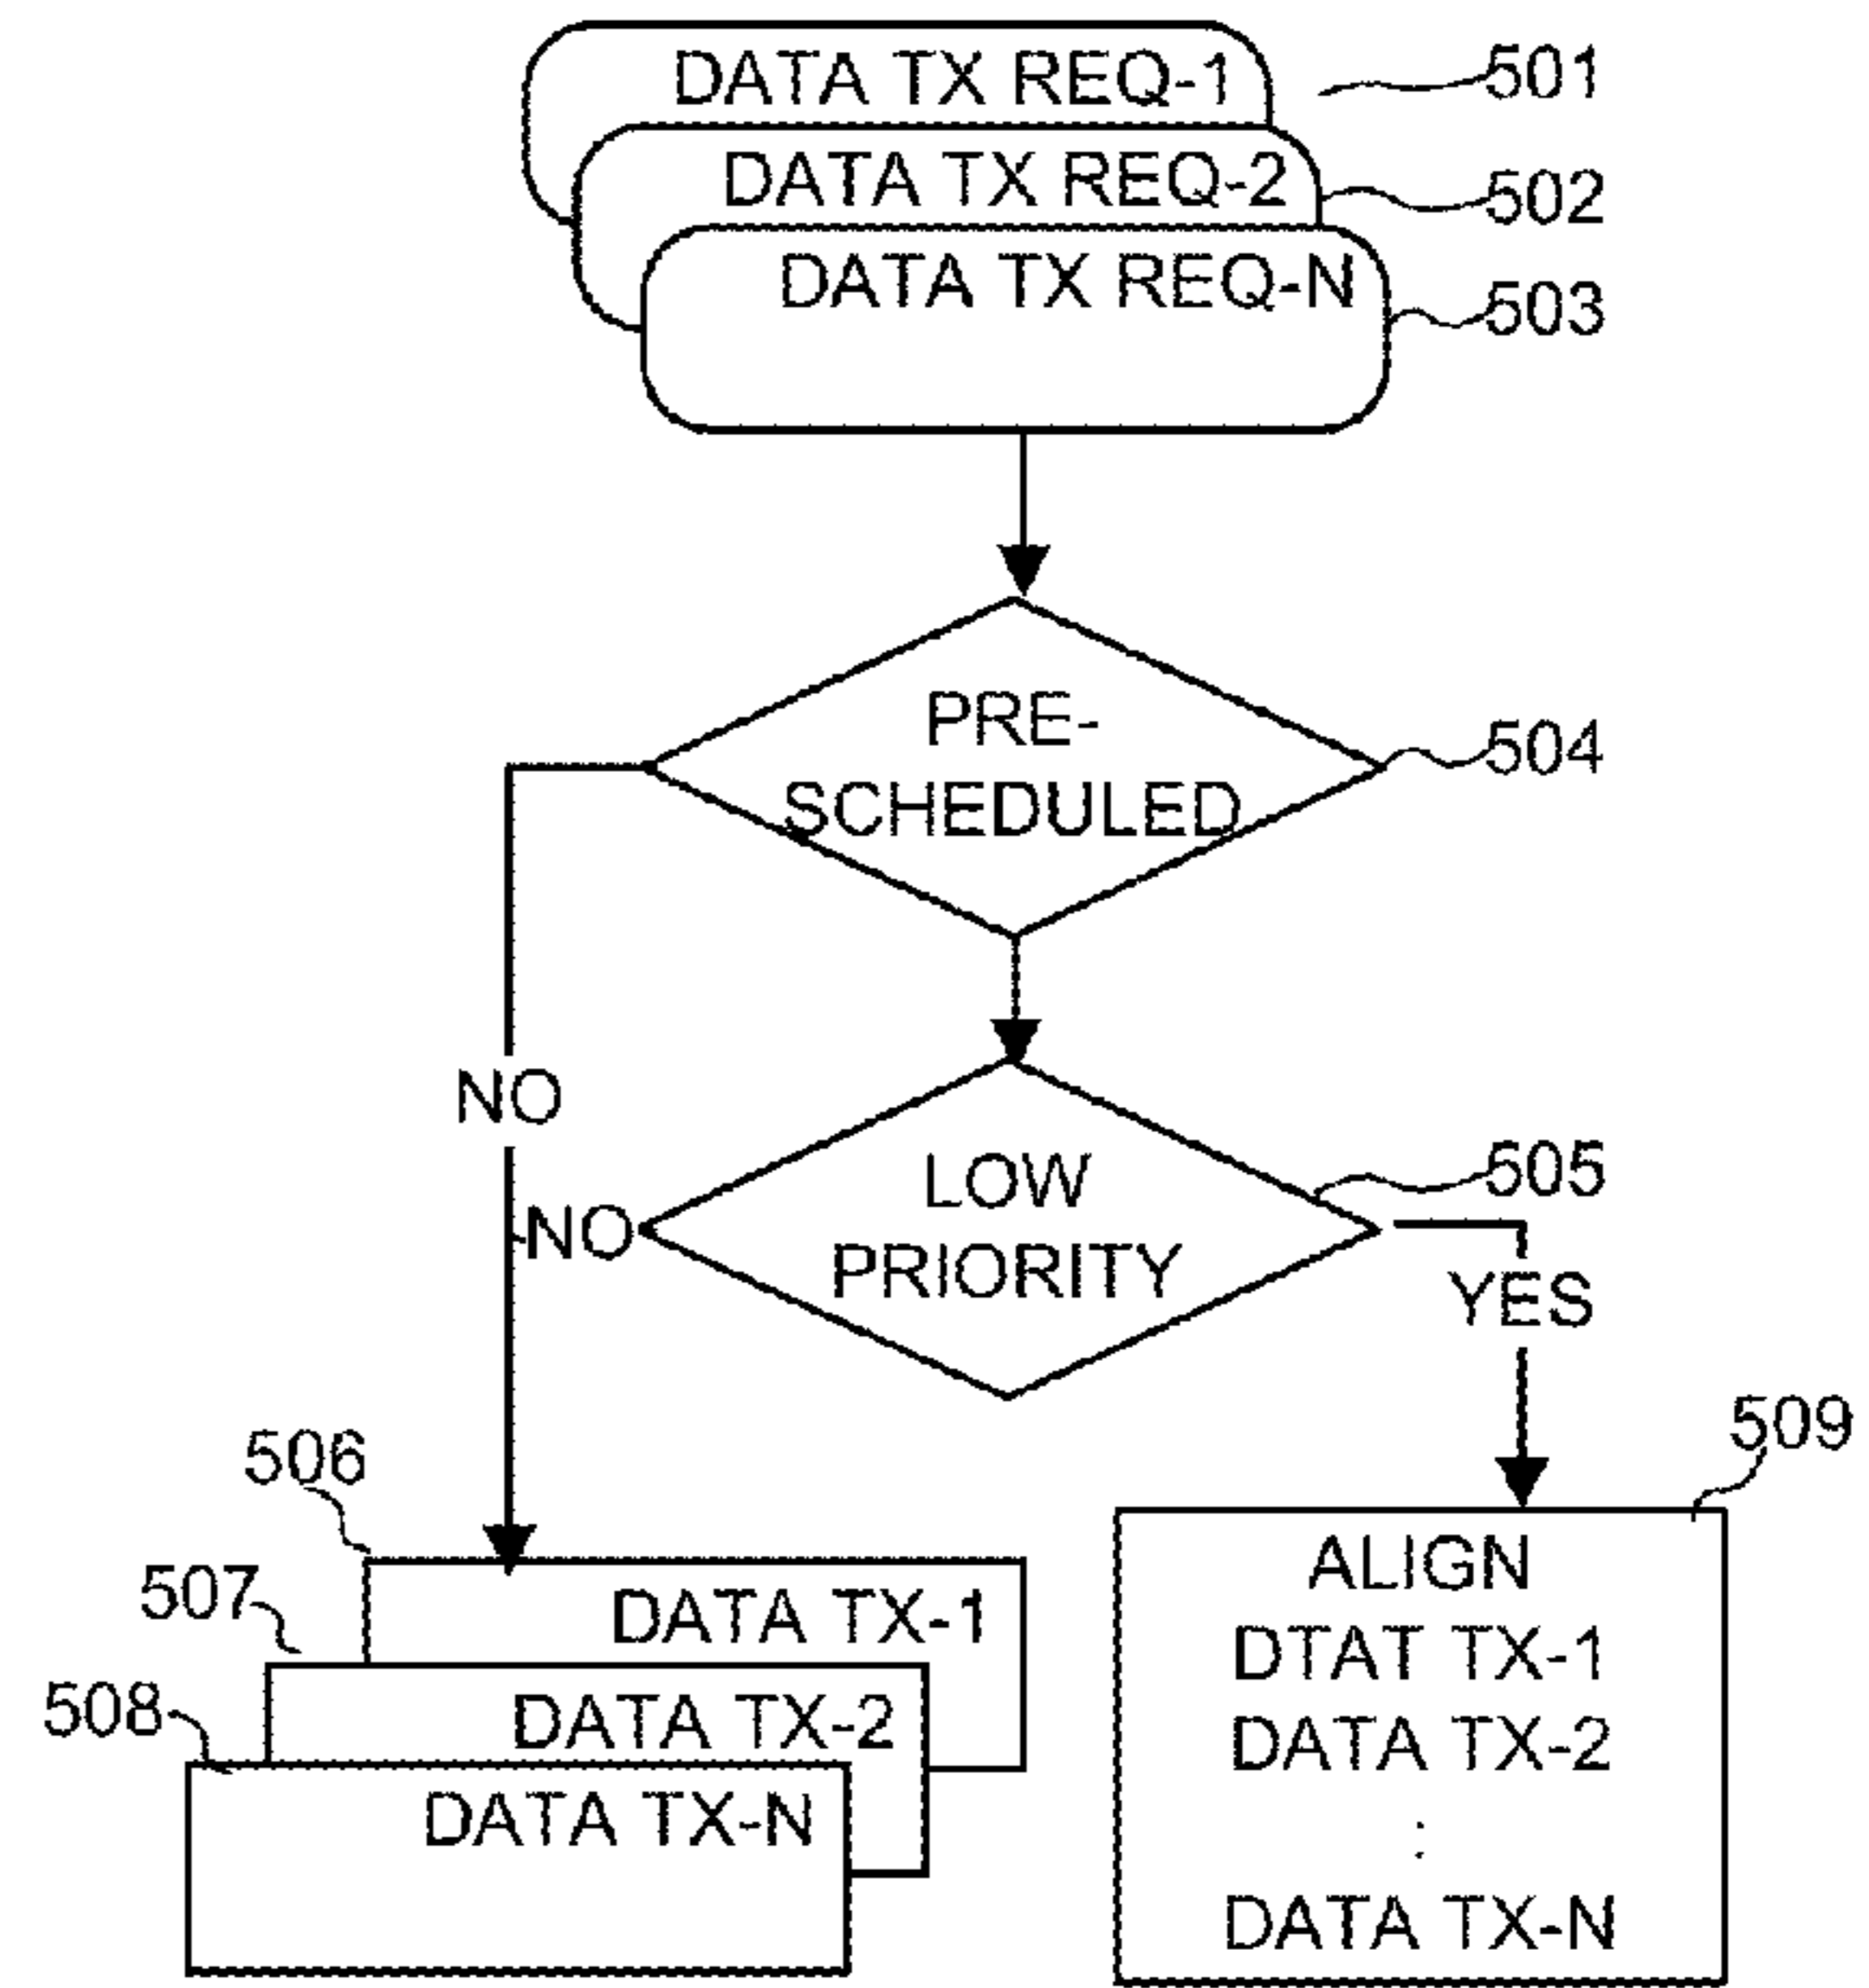 DATA TX REQ-1
501
DATA TX REQ-2
502
DATA TX REQ-N
503
PRE-
SCHEDULED
504
NO
LOW
PRIORITY
505
NO
YES
506
507
508
509
DATA TX-1
DATA TX-2
DATA TX-N
ALIGN
DTAT TX-1
DATA TX-2
:
DATA TX-N